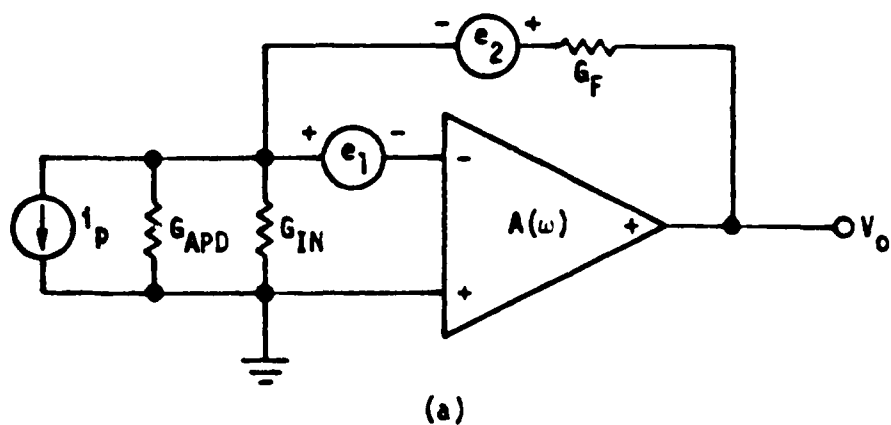 - e2 +
GF
+ e1 -
-
ip
GAPD
GIN
A(ω)
+
Vo
+
(a)